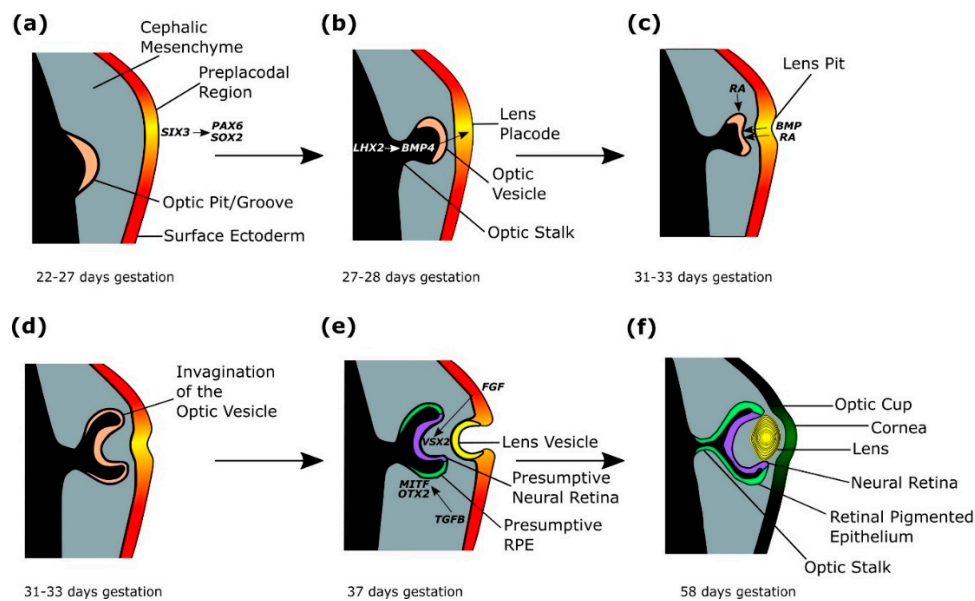 (a)
Cephalic
Mesenchyme
Preplacodal
Region
SIX3
PAX6
SOX2
Optic Pit/Groove
Surface Ectoderm
22-27 days gestation
(b)
Lens
Placode
LHX2
BMP4
Optic
Vesicle
Optic Stalk
27-28 days gestation
(c)
Lens Pit
RA
BMP
RA
31-33 days gestation
(d)
Invagination
of the
Optic Vesicle
31-33 days gestation
(e)
FGF
VSX2
Lens Vesicle
Presumptive
Neural Retina
MITF
OTX2
TGFB
Presumptive
RPE
37 days gestation
(f)
Optic Cup
Cornea
Lens
Neural Retina
Retinal Pigmented
Epithelium
Optic Stalk
58 days gestation